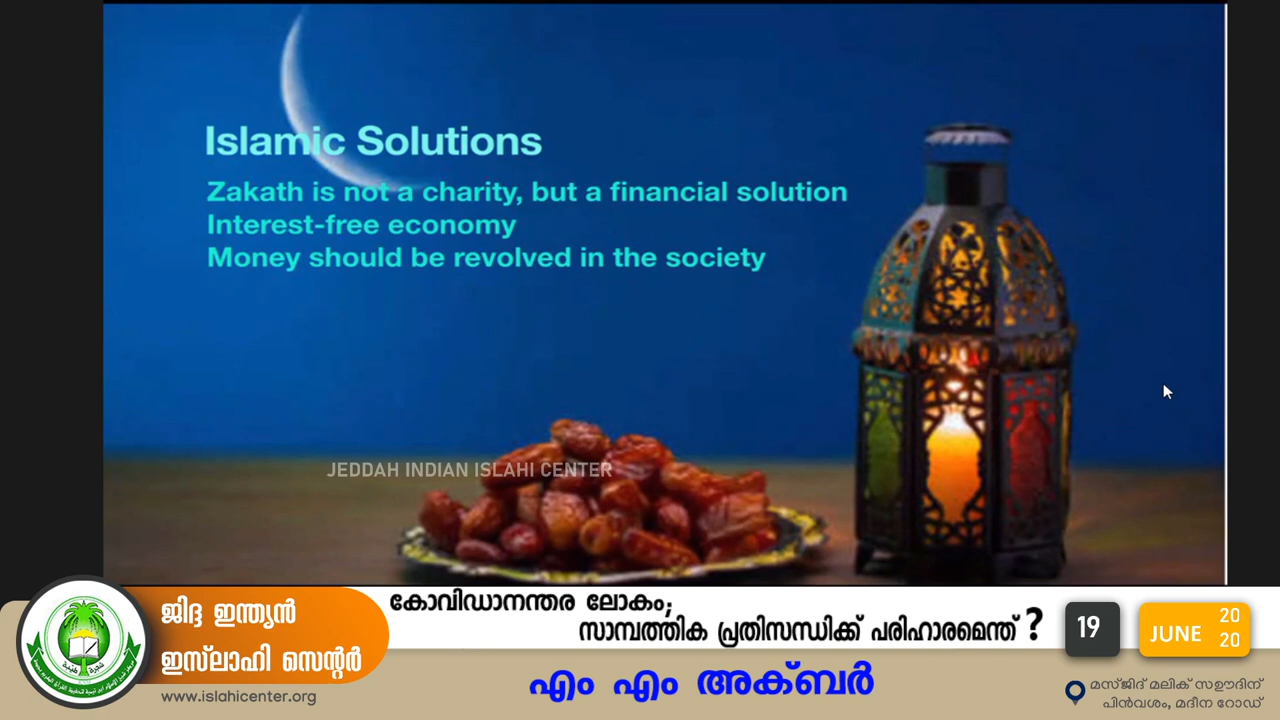 Islamic Solutions
Zakath is not a charity, but a financial solution
Interest-free economy
Money should be revolved in the society
JEDDAH INDIAN ISLAHI CENTER
ജിദ്ദ ഇന്ത്യൻ
ഇസ്‌ലാഹി സെന്റർ
www.islahicenter.org
കോവിഡാനന്തര ലോകം;
സാമ്പത്തിക പ്രതിസന്ധിക്ക് പരിഹാരമെന്ത് ?
എം എം അക്ബർ
19
JUNE
20
20
മസ്ജിദ് മലിക് സഊദിന്
പിൻവശം, മദീന റോഡ്